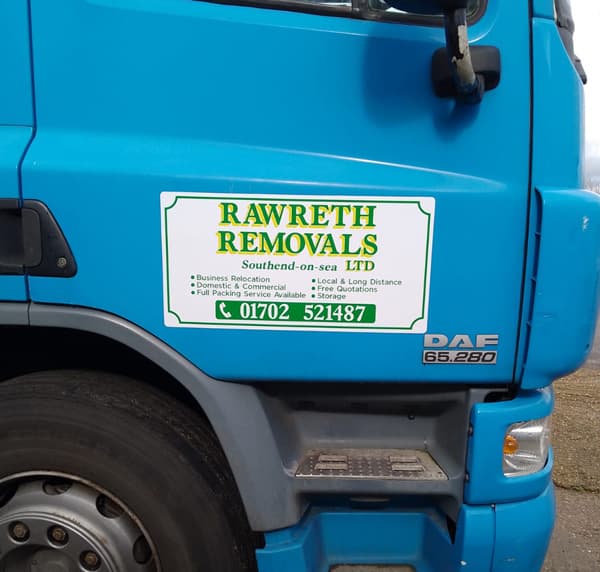 RAWRETH
REMOVALS
Southend-on-sea LTD
• Business Relocation
• Domestic & Commercial
• Full Packing Service Available
• Local & Long Distance
• Free Quotations
• Storage
01702 521487
DAF
65.280